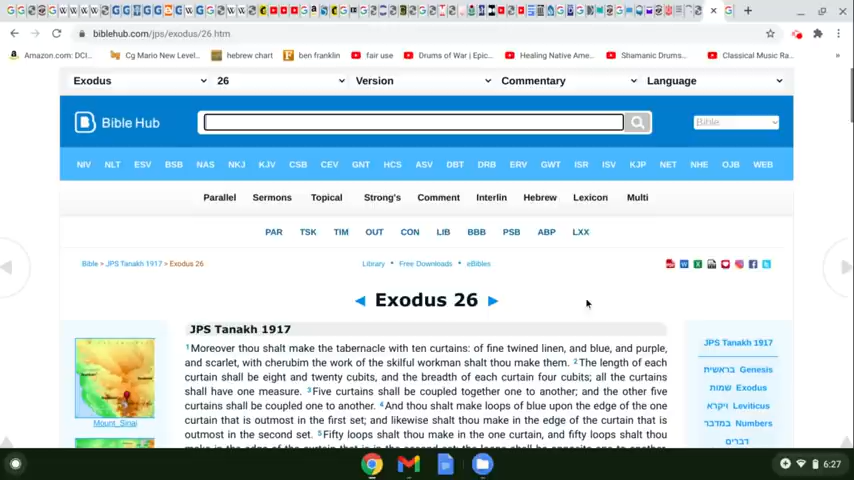 biblehub.com/jps/exodus/26.htm
Amazon.com: DCI... Cg Mario New Level... hebrew chart ben franklin fair use Drums of War | Epic... Healing Native Ame... Shamanic Drums... Classical Music Ra... »
Exodus 26 Version Commentary Language
Bible Hub Bible
NIV NLT ESV BSB NAS NKJ KJV CSB CEV GNT HCS ASV DBT DRB ERV GWT ISR ISV KJP NET NHE OJB WEB
Parallel Sermons Topical Strong's Comment Interlin Hebrew Lexicon Multi
PAR TSK TIM OUT CON LIB BBB PSB ABP LXX
Bible > JPS Tanakh 1917 > Exodus 26 Library • Free Downloads • eBibles
◄ Exodus 26 ►
JPS Tanakh 1917
1Moreover thou shalt make the tabernacle with ten curtains: of fine twined linen, and blue, and purple,
and scarlet, with cherubim the work of the skilful workman shalt thou make them. 2The length of each
curtain shall be eight and twenty cubits, and the breadth of each curtain four cubits; all the curtains
shall have one measure. 3Five curtains shall be coupled together one to another; and the other five
curtains shall be coupled one to another. 4And thou shalt make loops of blue upon the edge of the one
curtain that is outmost in the first set; and likewise shalt thou make in the edge of the curtain that is
outmost in the second set. 5Fifty loops shalt thou make in the one curtain, and fifty loops shalt thou
Mount_Sinai
JPS Tanakh 1917
Genesis בראשית
Exodus שמות
Leviticus ויקרא
Numbers במדבר
דברים
6:27